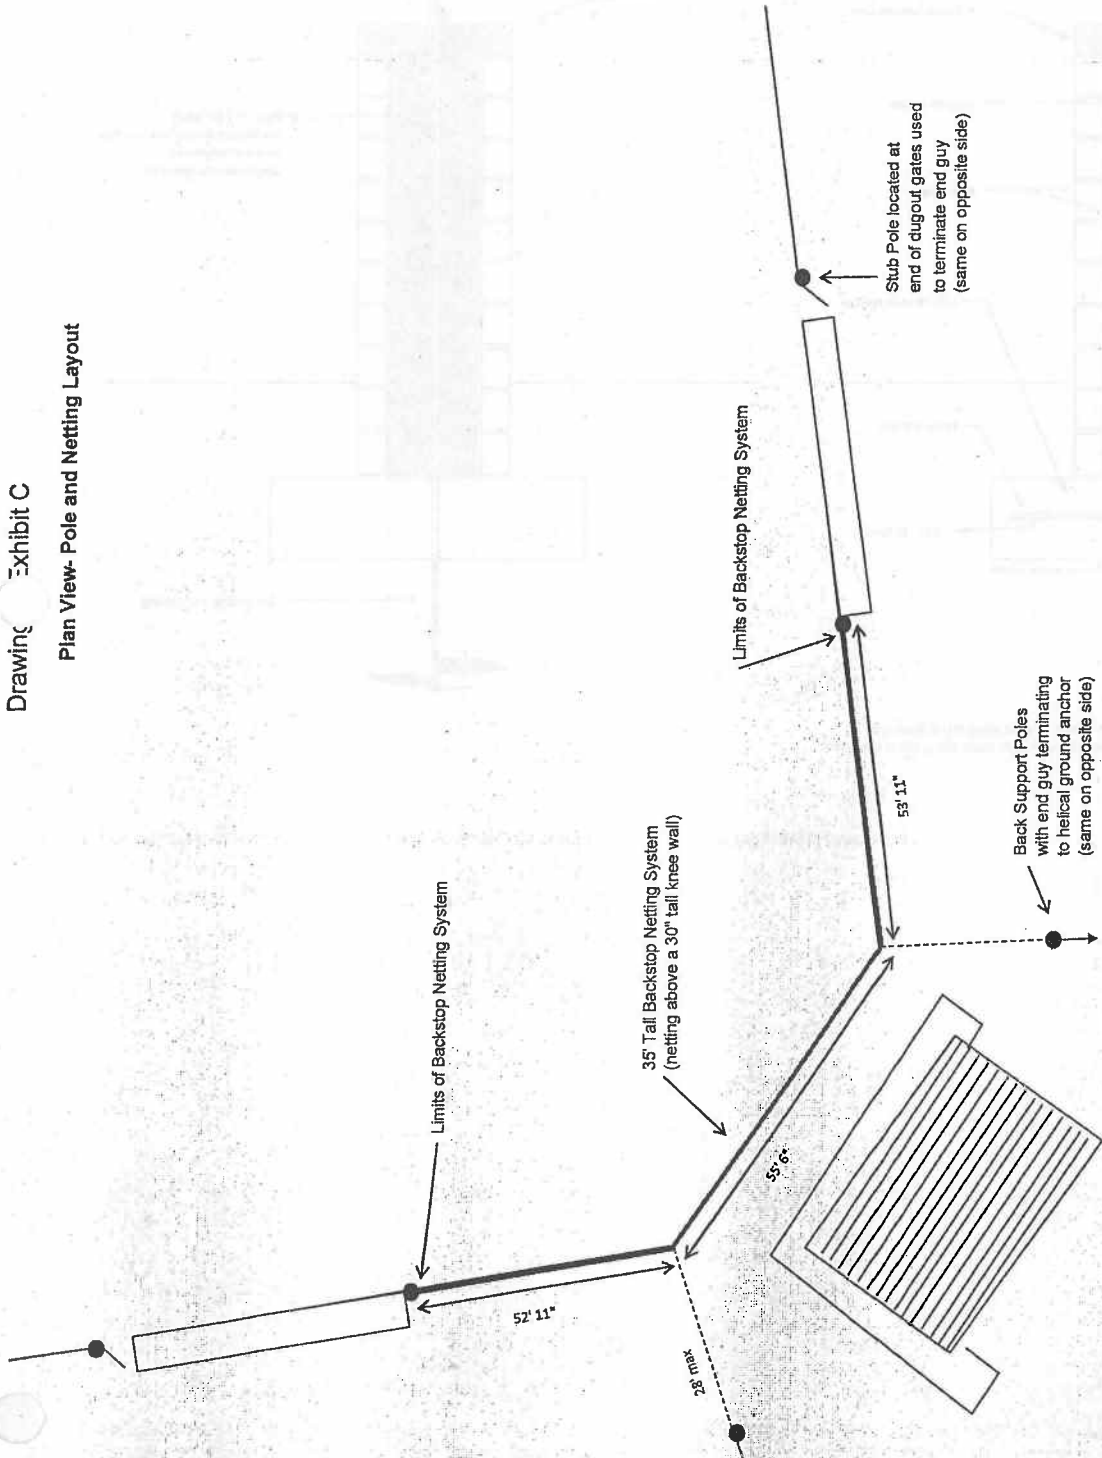 Drawing Exhibit C
Plan View- Pole and Netting Layout
Limits of Backstop Netting System
52' 11"
28' max
35' Tall Backstop Netting System
(netting above a 30" tall knee wall)
55' 6"
Limits of Backstop Netting System
53' 11"
Stub Pole located at
end of dugout gates used
to terminate end guy
(same on opposite side)
Back Support Poles
with end guy terminating
to helical ground anchor
(same on opposite side)